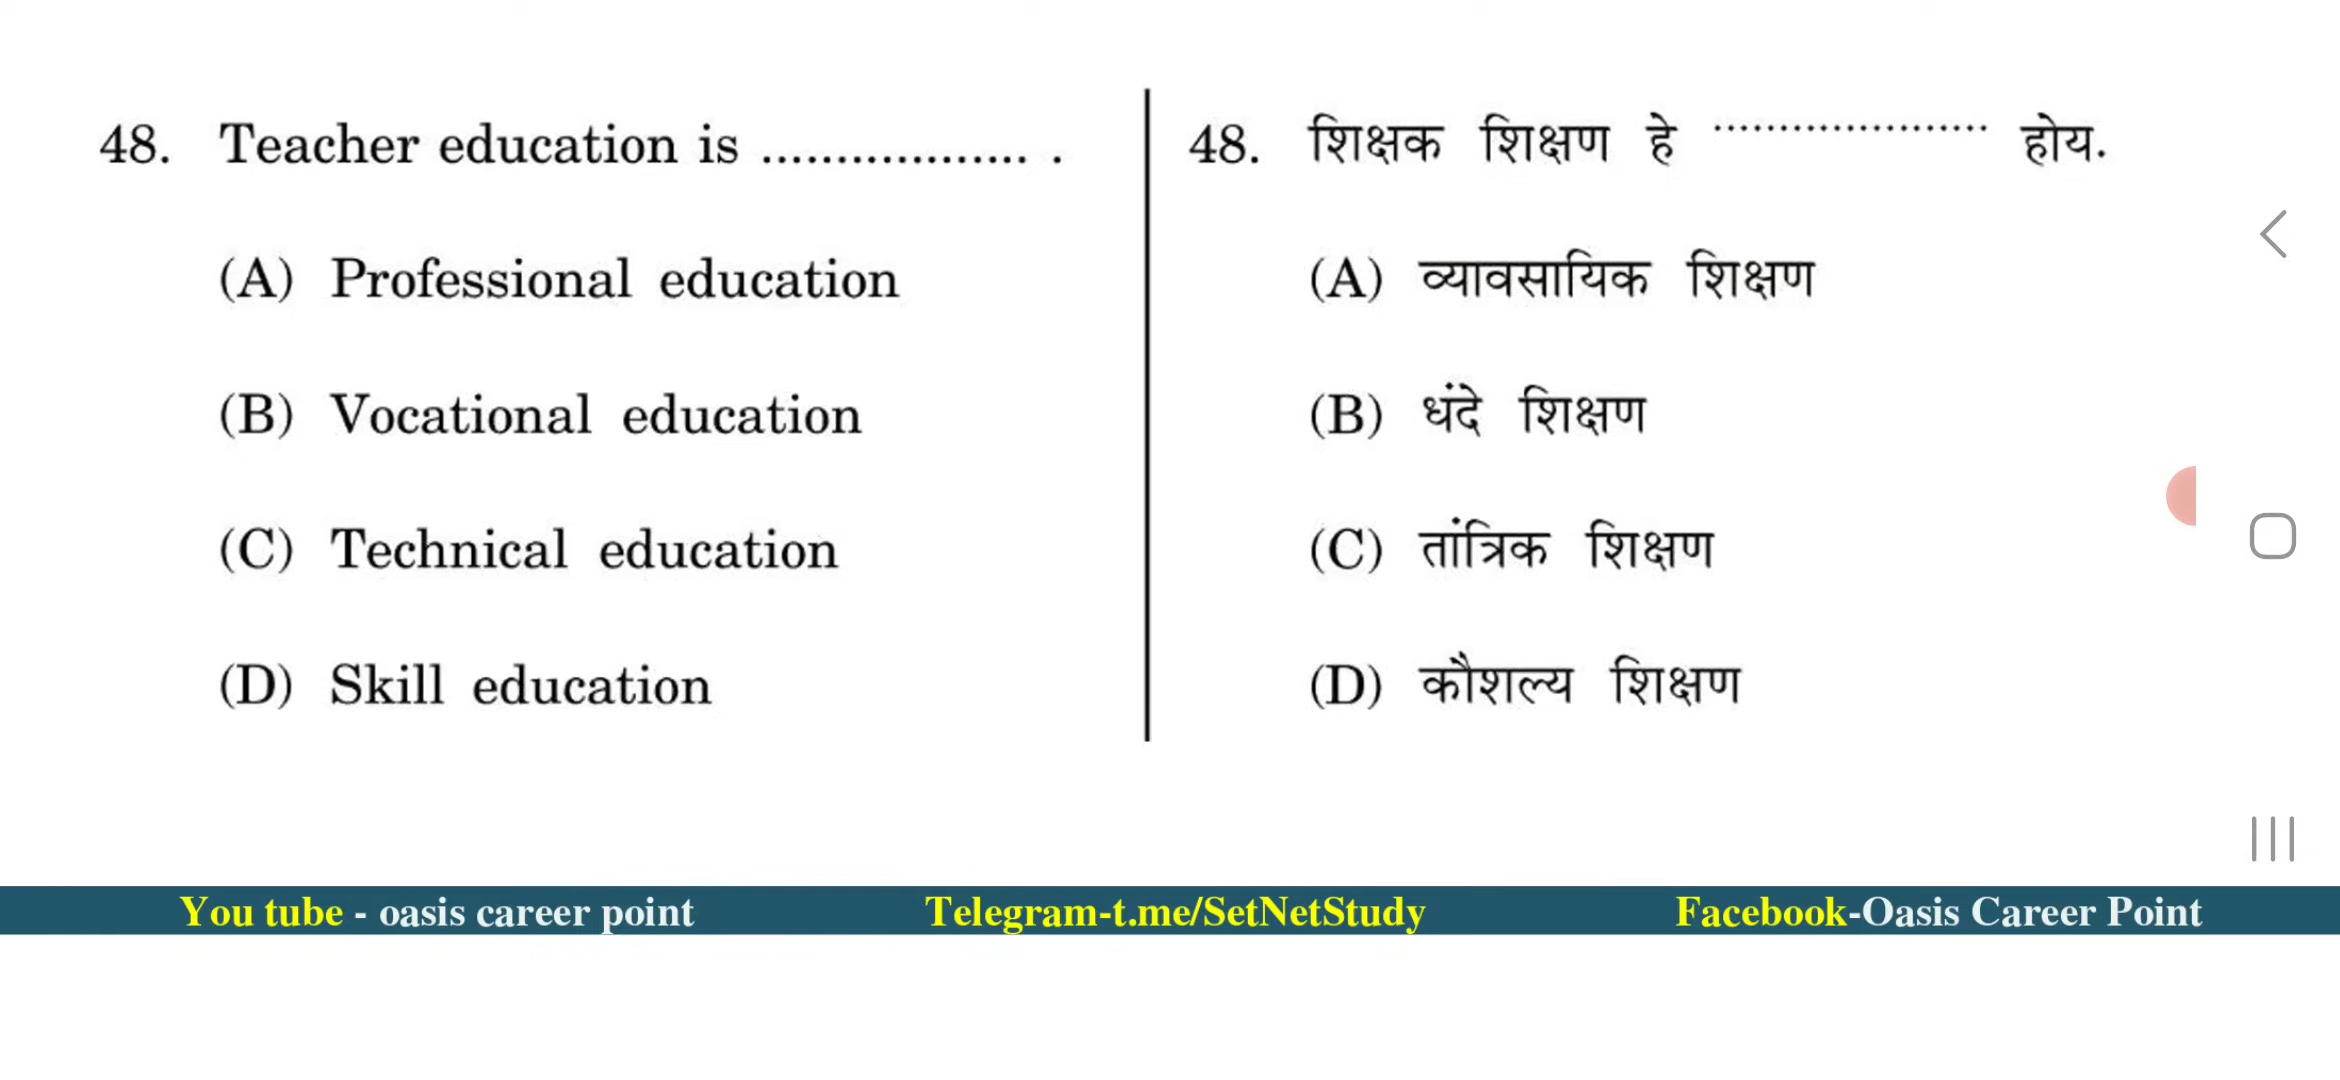 48. Teacher education is .................. .
(A) Professional education
(B) Vocational education
(C) Technical education
(D) Skill education
48. शिक्षक शिक्षण हे ..................... होय.
(A) व्यावसायिक शिक्षण
(B) धंदे शिक्षण
(C) तांत्रिक शिक्षण
(D) कौशल्य शिक्षण
You tube - oasis career point Telegram-t.me/SetNetStudy Facebook-Oasis Career Point